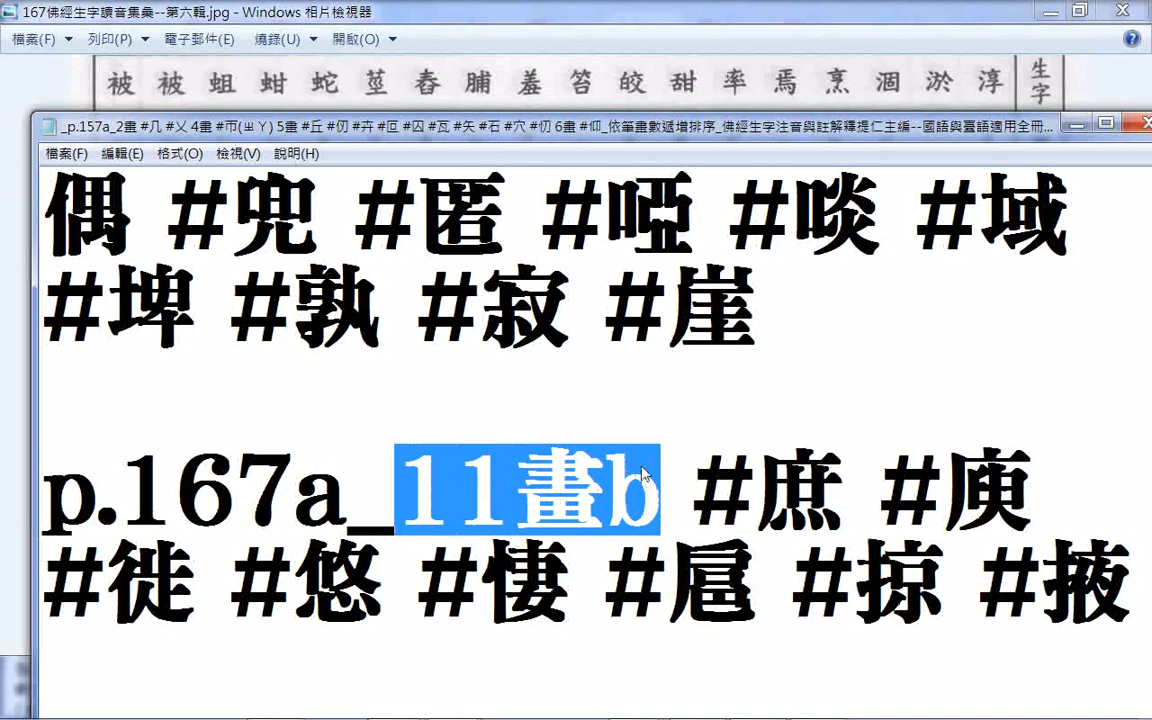 167佛經生字讀音集彙--第六輯.jpg - Windows 相片檢視器
檔案(F) 列印(P) 電子郵件(E) 燒錄(U) 開啟(O)
被 被 蛆 蚶 蛇 莖 舂 脯 羞 笞 皎 甜 率 焉 烹 涸 淤 淳 生字
_p.157a_2畫 #几 #乂 4畫 #帀(ㄓㄚ) 5畫 #丘 #仞 #卉 #叵 #囚 #瓦 #矢 #石 #穴 #忉 6畫 #仰_依筆畫數遞增排序_佛經生字注音與註解釋提仁主編--國語與臺語適用全冊...
檔案(F) 編輯(E) 格式(O) 檢視(V) 說明(H)
偶 #兜 #匿 #啞 #啖 #域
#埤 #孰 #寂 #崖
p.167a_11畫b #庶 #庾
#徙 #悠 #悽 #扈 #掠 #掖